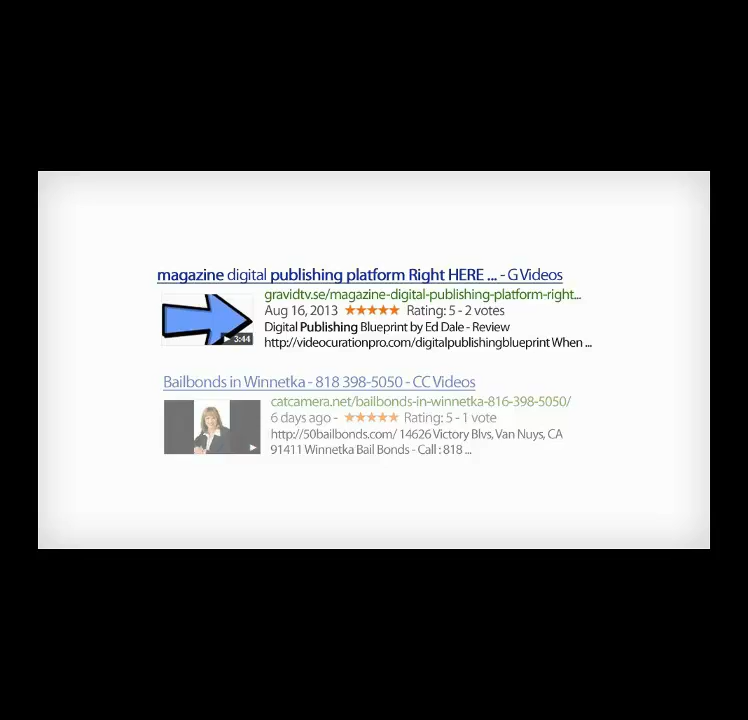 magazine digital publishing platform Right HERE ... - G Videos
gravidtv.se/magazine-digital-publishing-platform-right...
Aug 16, 2013 ★★★★★ Rating: 5 - 2 votes
3:44
Digital Publishing Blueprint by Ed Dale - Review
http://videocurationpro.com/digitalpublishingblueprint When ...
Bailbonds in Winnetka - 818 398-5050 - CC Videos
catcamera.net/bailbonds-in-winnetka-816-398-5050/
6 days ago - ★★★★★ Rating: 5 - 1 vote
http://50bailbonds.com/ 14626 Victory Blvs, Van Nuys, CA
91411 Winnetka Bail Bonds - Call : 818 ...